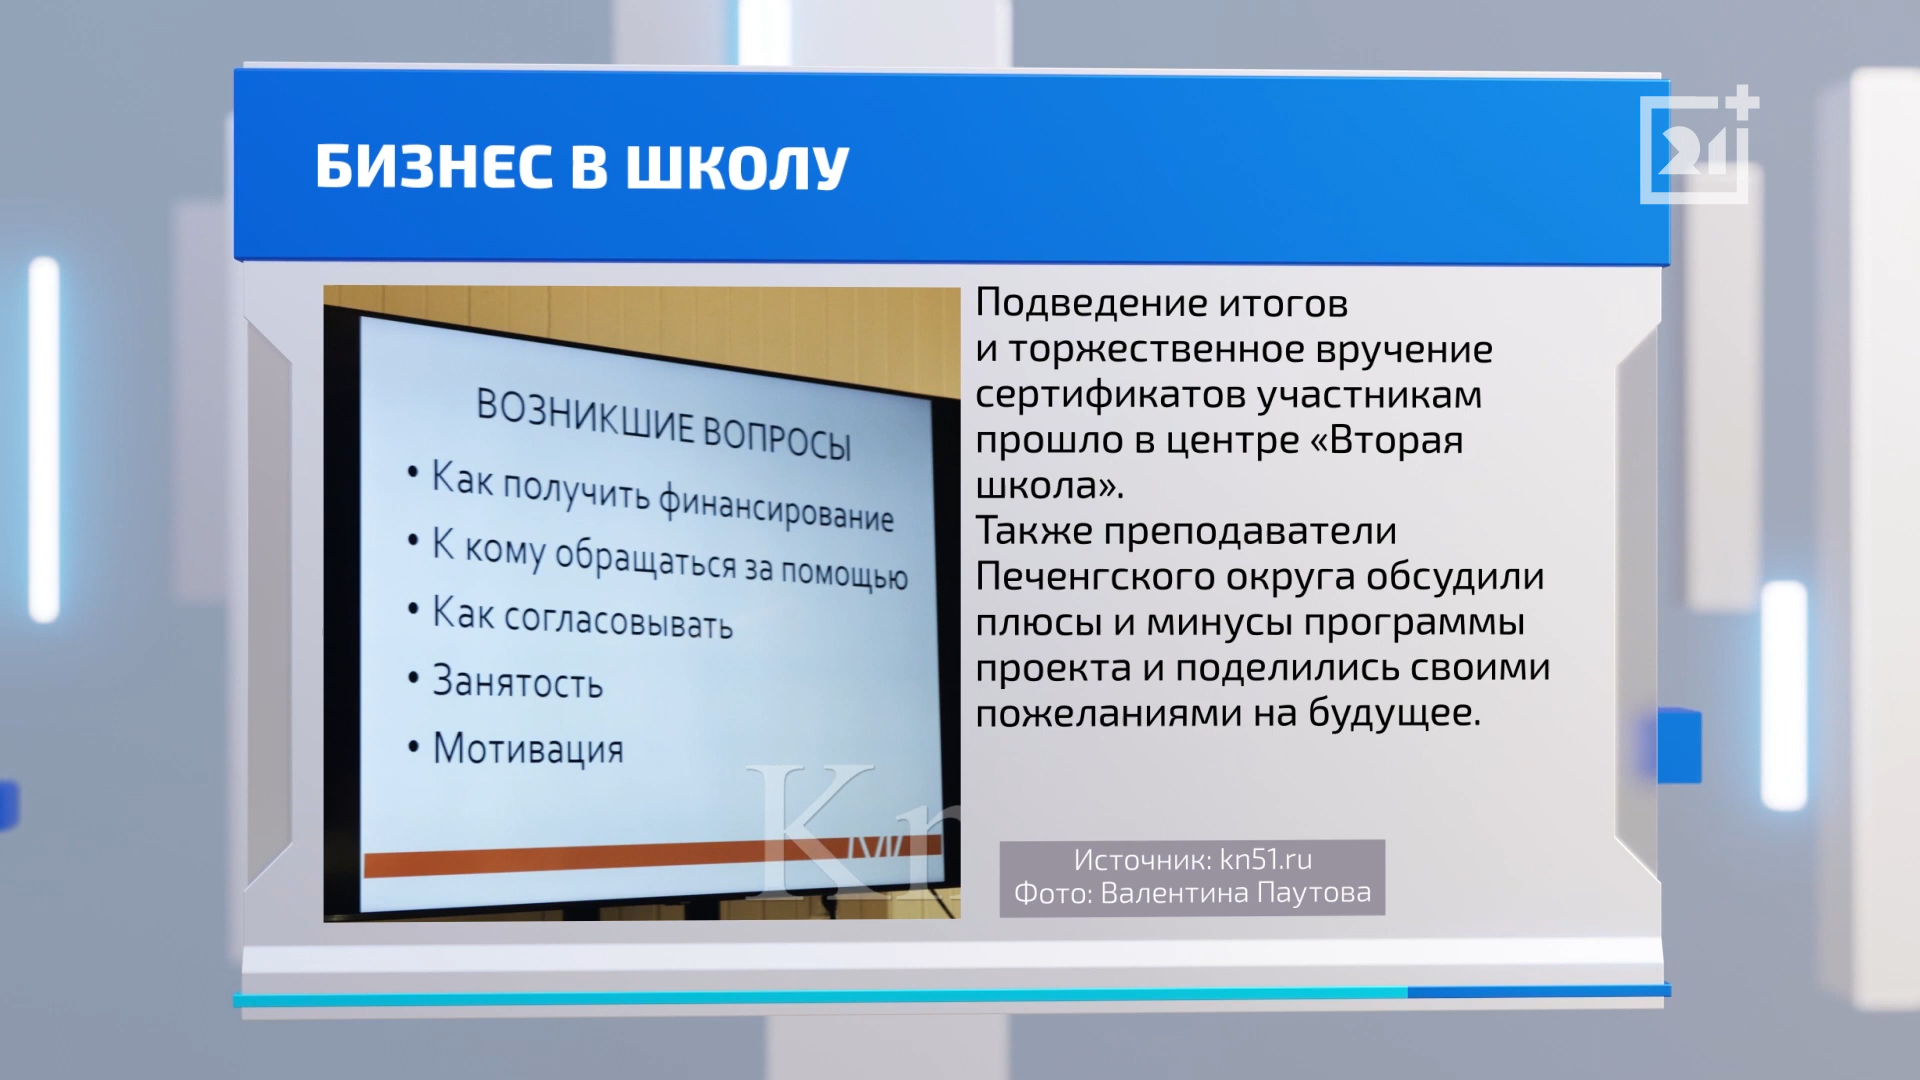 БИЗНЕС В ШКОЛУ
21+
ВОЗНИКШИЕ ВОПРОСЫ
• Как получить финансирование
• К кому обращаться за помощью
• Как согласовывать
• Занятость
• Мотивация
Kn
Подведение итогов
и торжественное вручение
сертификатов участникам
прошло в центре «Вторая
школа».
Также преподаватели
Печенгского округа обсудили
плюсы и минусы программы
проекта и поделились своими
пожеланиями на будущее.
Источник: kn51.ru
Фото: Валентина Паутова